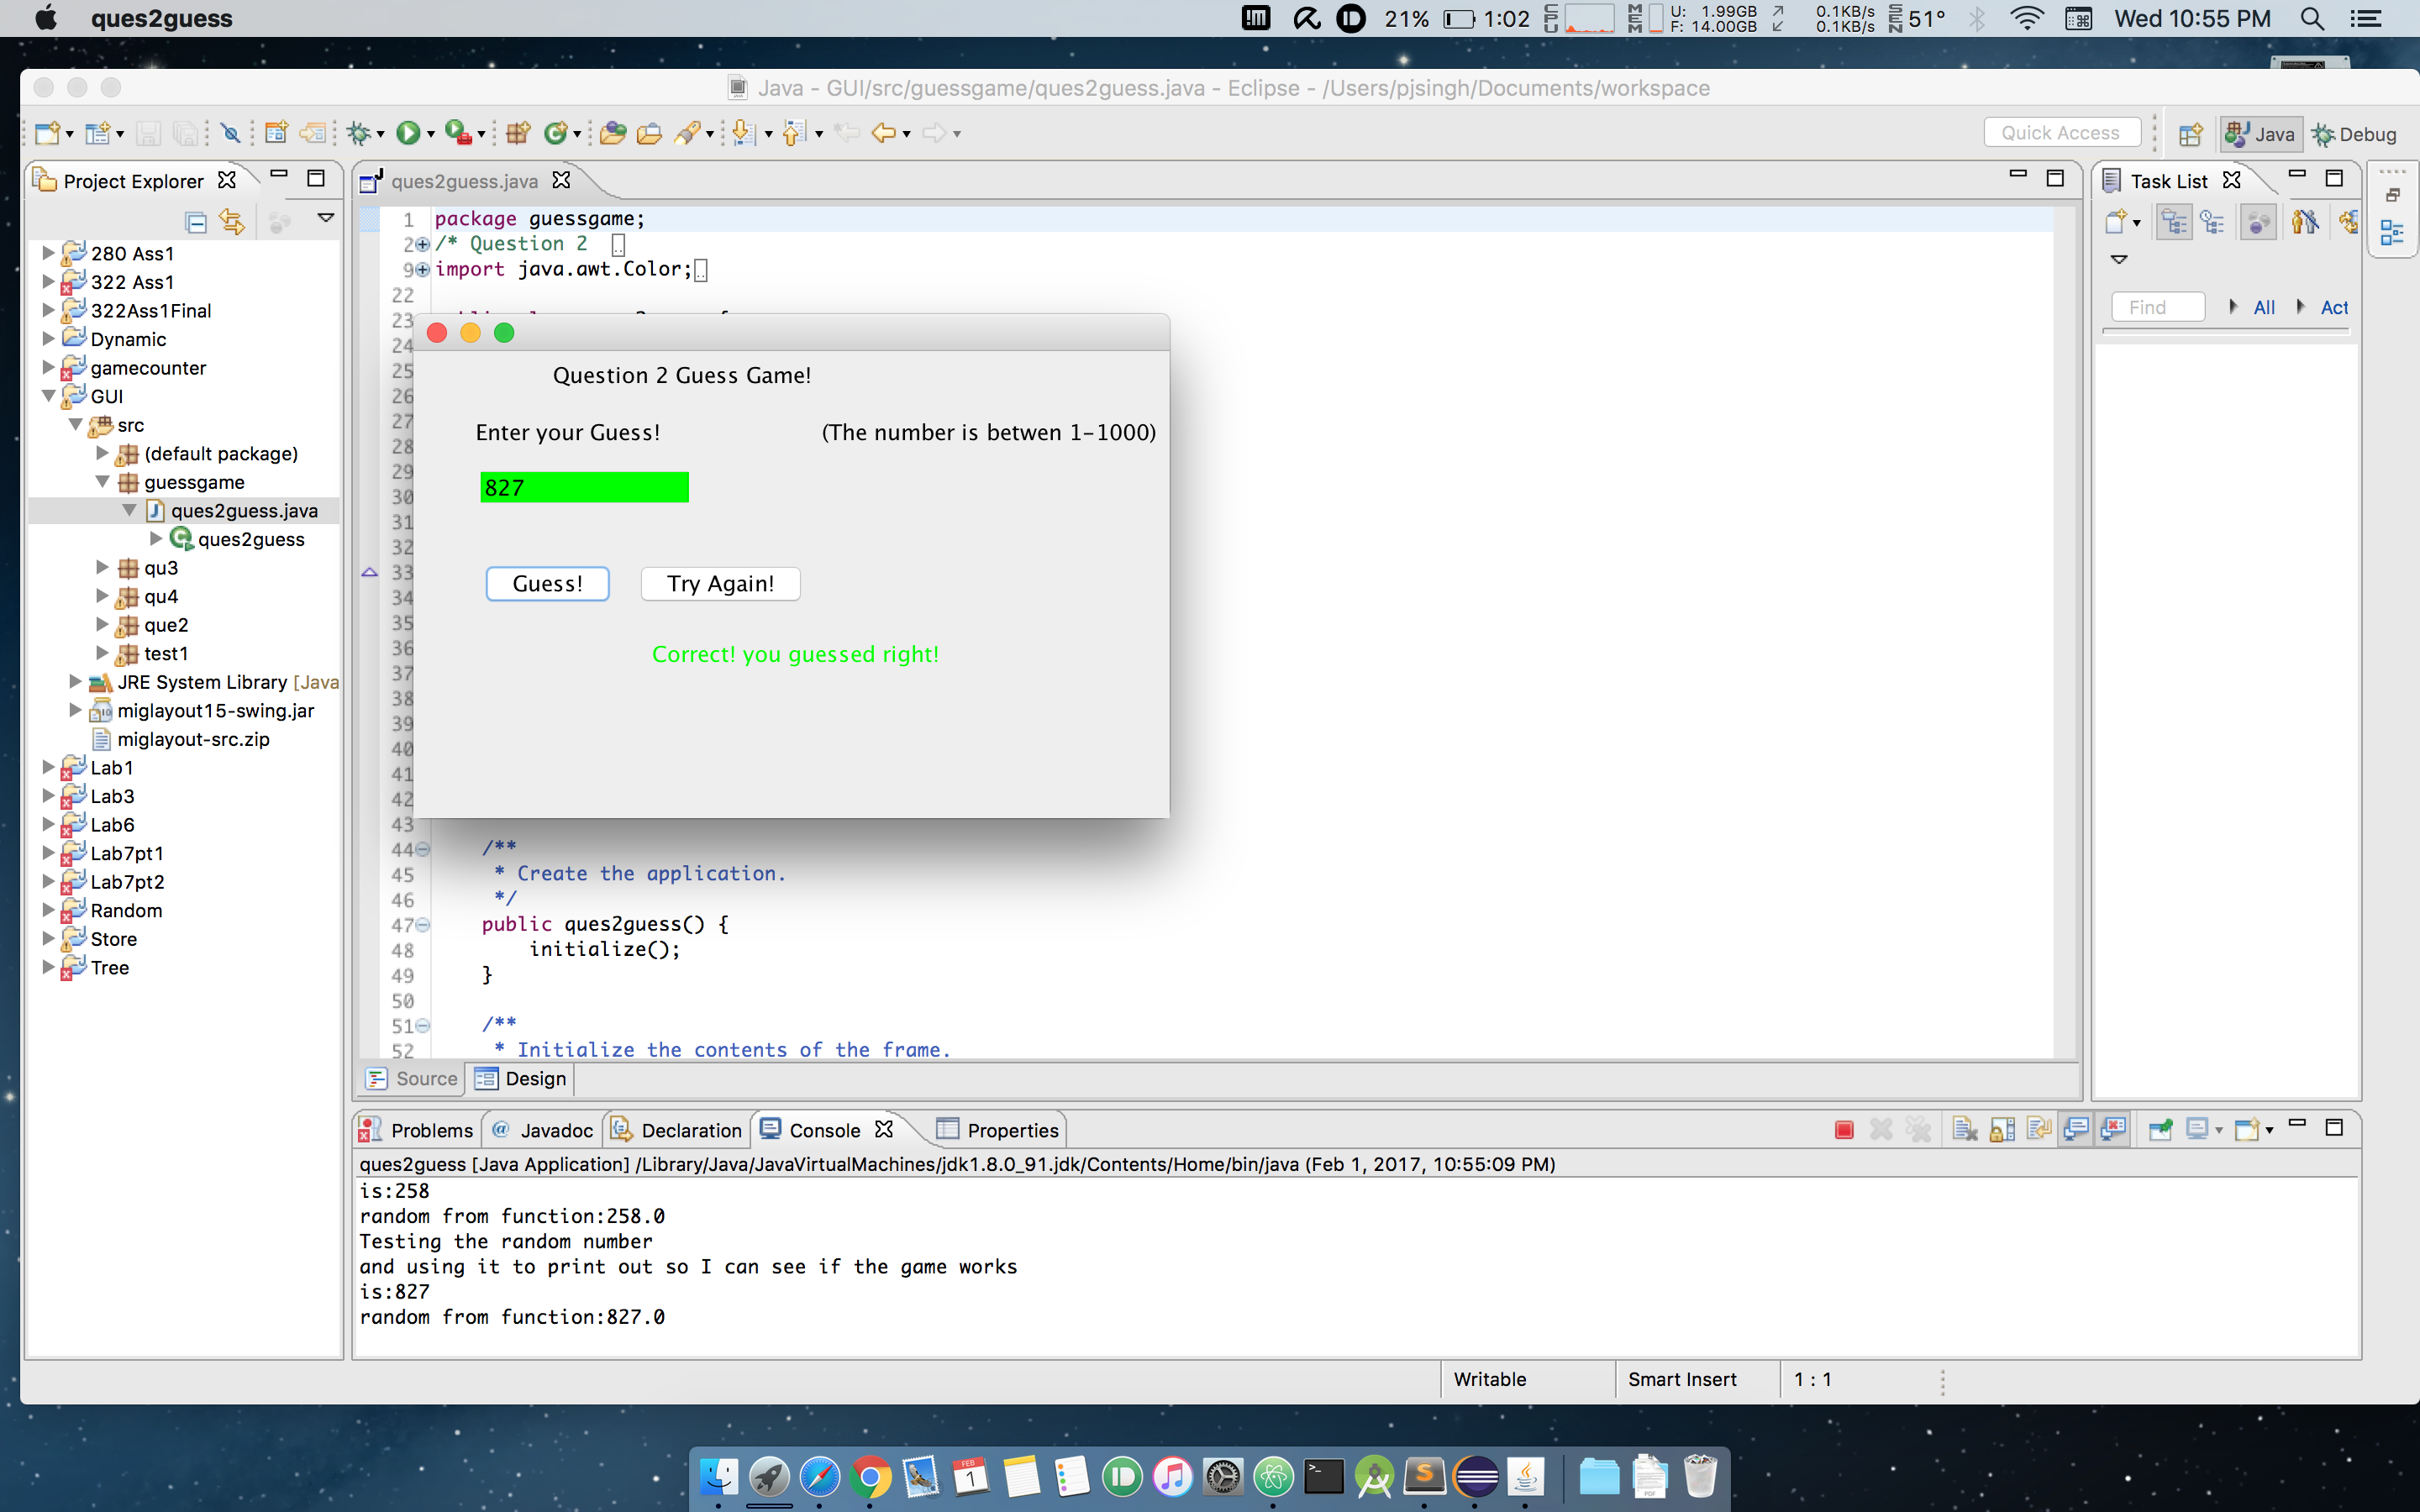 ques2guess
21% 1:02 CPU MEM U: 1.99GB F: 14.00GB 0.1KB/s 0.1KB/s SEN 51° Wed 10:55 PM
Java - GUI/src/guessgame/ques2guess.java - Eclipse - /Users/pjsingh/Documents/workspace
Quick Access Java Debug
Project Explorer
280 Ass1
322 Ass1
322Ass1Final
Dynamic
gamecounter
GUI
src
(default package)
guessgame
ques2guess.java
ques2guess
qu3
qu4
que2
test1
JRE System Library [Java
miglayout15-swing.jar
miglayout-src.zip
Lab1
Lab3
Lab6
Lab7pt1
Lab7pt2
Random
Store
Tree
ques2guess.java
1 package guessgame;
2 /* Question 2
9 import java.awt.Color;
22
23
24
25
26
27
28
29
30
31
32
33
34
35
36
37
38
39
40
41
42
43
44 /**
45 * Create the application.
46 */
47 public ques2guess() {
48 initialize();
49 }
50
51 /**
52 * Initialize the contents of the frame.
Question 2 Guess Game!
Enter your Guess! (The number is betwen 1-1000)
827
Guess! Try Again!
Correct! you guessed right!
Source Design
Task List
Find All Act
Problems Javadoc Declaration Console Properties
ques2guess [Java Application] /Library/Java/JavaVirtualMachines/jdk1.8.0_91.jdk/Contents/Home/bin/java (Feb 1, 2017, 10:55:09 PM)
is:258
random from function:258.0
Testing the random number
and using it to print out so I can see if the game works
is:827
random from function:827.0
Writable Smart Insert 1 : 1
FEB
1
PDF